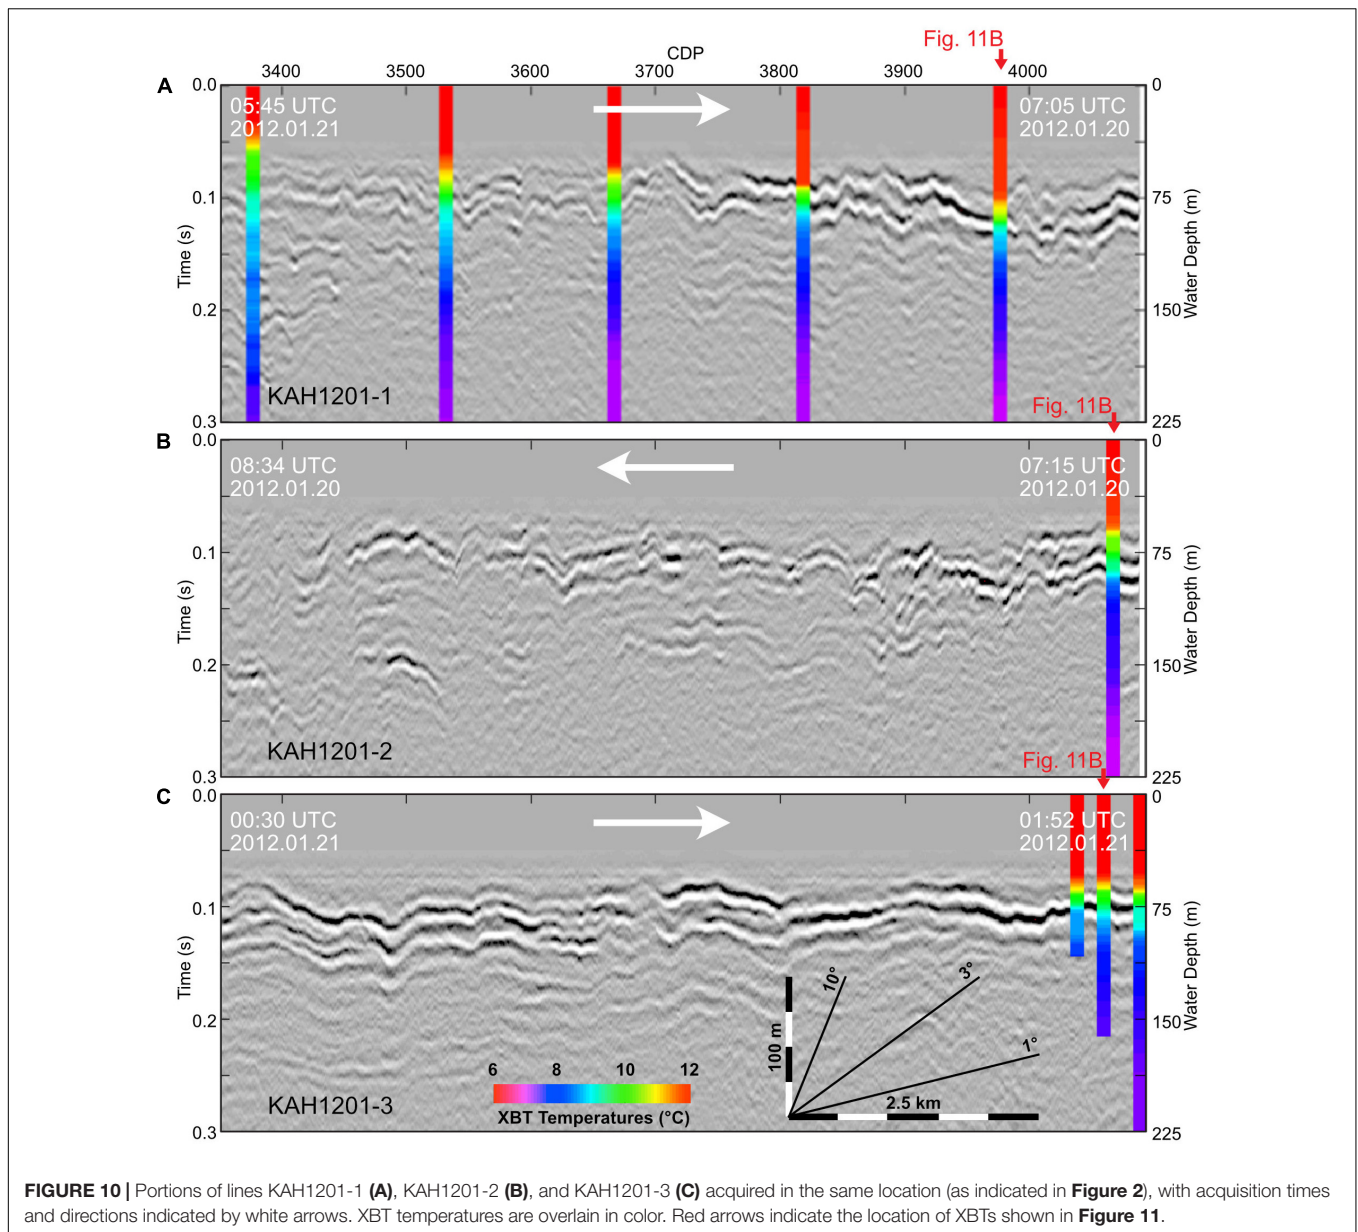 Fig. 11B
CDP
3400 3500 3600 3700 3800 3900 4000
A
0.0 0
05:45 UTC 07:05 UTC
2012.01.21 2012.01.20
0.1 75
Time (s) Water Depth (m)
0.2 150
KAH1201-1
0.3 225
Fig. 11B
B
0.0 0
08:34 UTC 07:15 UTC
2012.01.20 2012.01.20
0.1 75
Time (s) Water Depth (m)
0.2 150
KAH1201-2
Fig. 11B
0.3 225
C
0.0 0
00:30 UTC 01:52 UTC
2012.01.21 2012.01.21
0.1 75
Time (s) Water Depth (m)
10° 3°
0.2 150
1°
100 m
6 8 10 12
2.5 km
KAH1201-3
XBT Temperatures (°C)
0.3 225
FIGURE 10 | Portions of lines KAH1201-1 (A), KAH1201-2 (B), and KAH1201-3 (C) acquired in the same location (as indicated in Figure 2), with acquisition times
and directions indicated by white arrows. XBT temperatures are overlain in color. Red arrows indicate the location of XBTs shown in Figure 11.